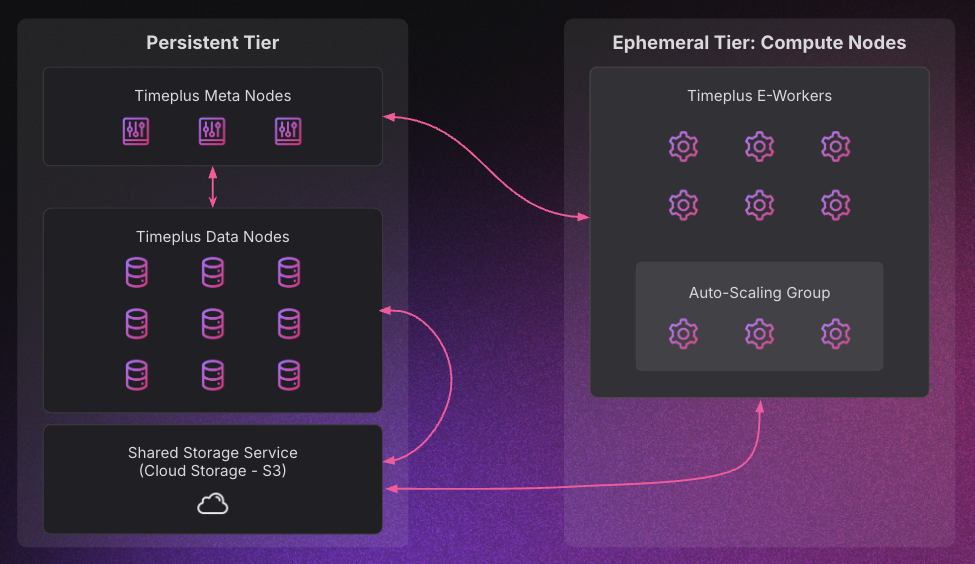 Persistent Tier
Timeplus Meta Nodes
Timeplus Data Nodes
Shared Storage Service
(Cloud Storage - S3)
Ephemeral Tier: Compute Nodes
Timeplus E-Workers
Auto-Scaling Group